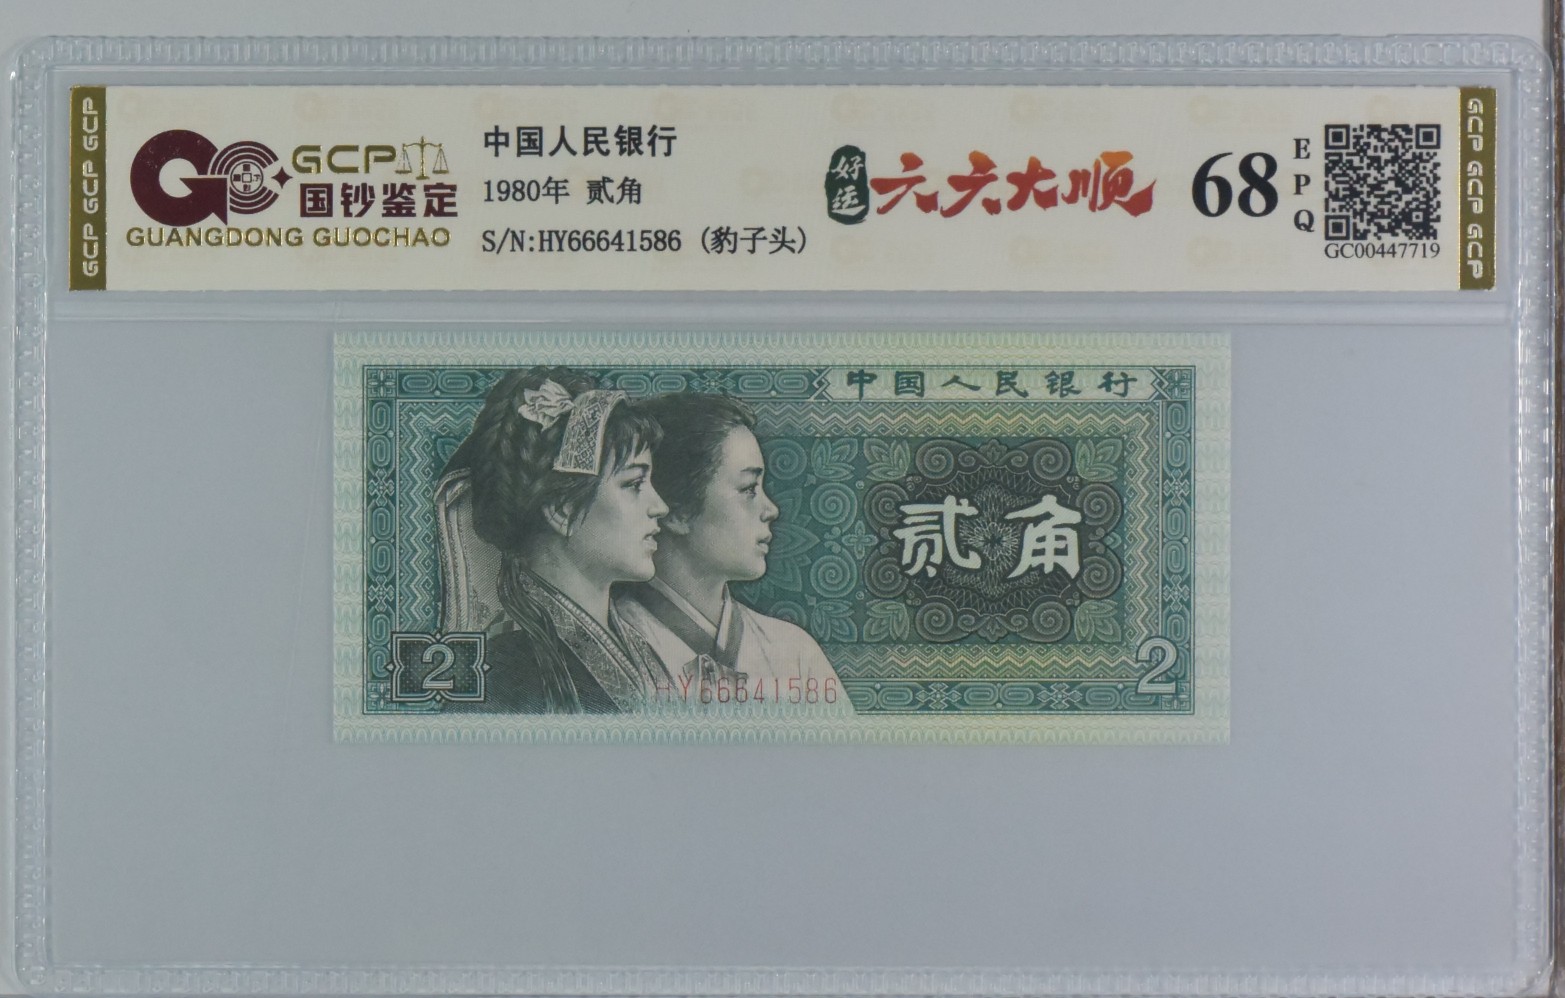 GCP GCP GCP
GCP
国钞鉴定
GUANGDONG GUOCHAO
中国人民银行
1980年 贰角
S/N:HY66641586 (豹子头)
好运
六六大顺
68
EPQ
GC00447719
GCP GCP GCP
中国人民银行
贰角
2
HY66641586
2